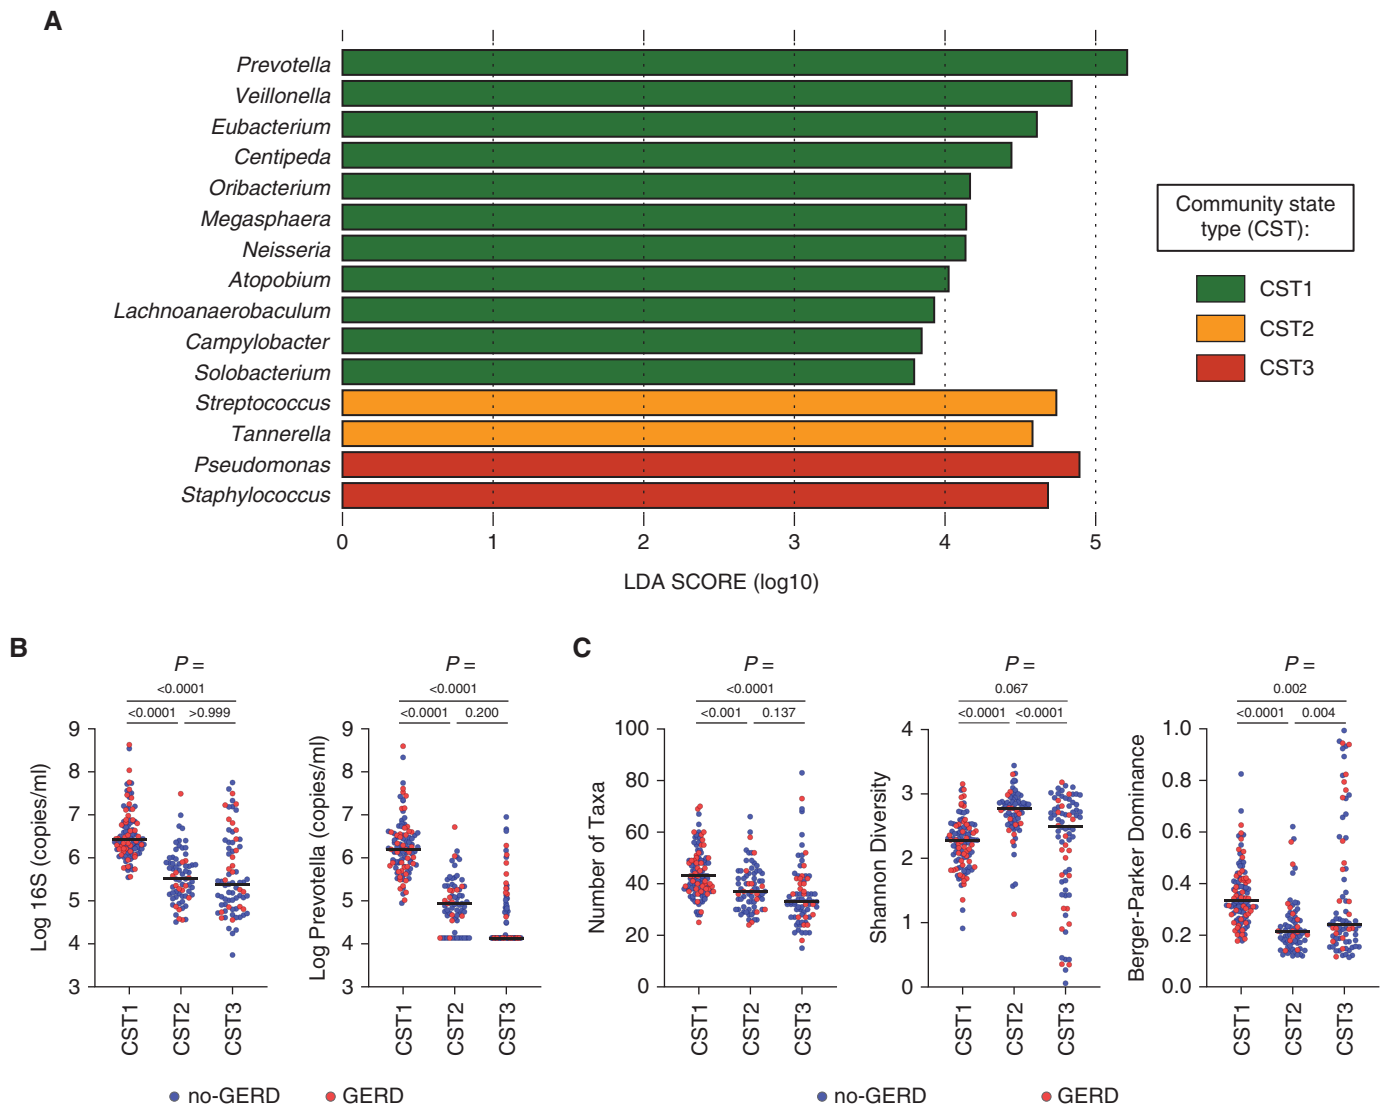 A
Prevotella
Veillonella
Eubacterium
Centipeda
Oribacterium
Megasphaera
Neisseria
Atopobium
Lachnoanaerobaculum
Campylobacter
Solobacterium
Streptococcus
Tannerella
Pseudomonas
Staphylococcus
0 1 2 3 4 5
LDA SCORE (log10)
Community state
type (CST):
CST1
CST2
CST3
B
P =
<0.0001
<0.0001 >0.999
Log 16S (copies/ml)
9
8
7
6
5
4
3
CST1 CST2 CST3
P =
<0.0001
<0.0001 0.200
Log Prevotella (copies/ml)
9
8
7
6
5
4
3
CST1 CST2 CST3
no-GERD GERD
C
P =
<0.0001
<0.001 0.137
Number of Taxa
100
80
60
40
20
0
CST1 CST2 CST3
P =
0.067
<0.0001 <0.0001
Shannon Diversity
4
3
2
1
0
CST1 CST2 CST3
P =
0.002
<0.0001 0.004
Berger-Parker Dominance
1.0
0.8
0.6
0.4
0.2
0.0
CST1 CST2 CST3
no-GERD GERD